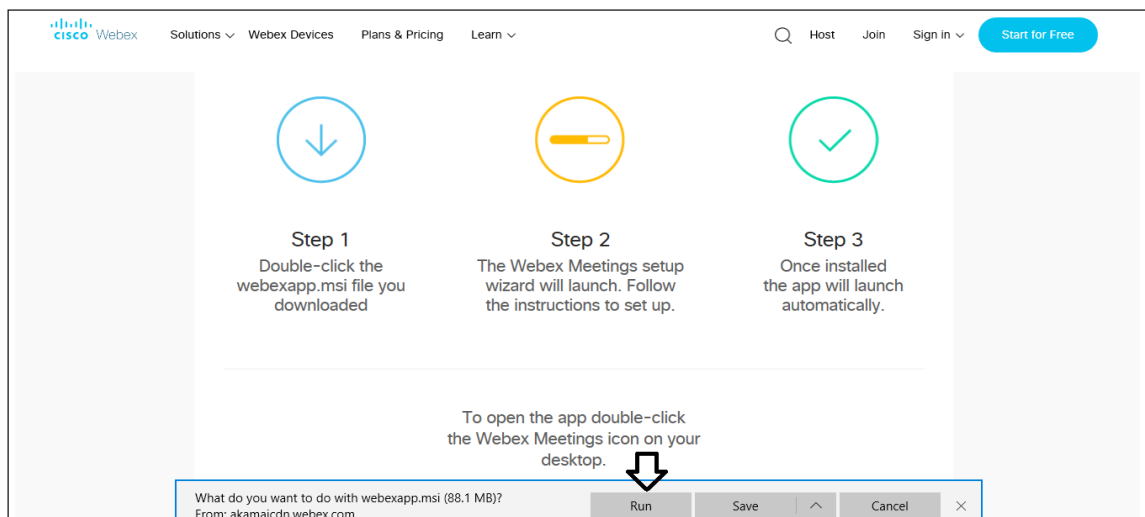 CISCO Webex Solutions Webex Devices Plans & Pricing Learn Host Join Sign in Start for Free
Step 1
Double-click the
webexapp.msi file you
downloaded
Step 2
The Webex Meetings setup
wizard will launch. Follow
the instructions to set up.
Step 3
Once installed
the app will launch
automatically.
To open the app double-click
the Webex Meetings icon on your
desktop.
What do you want to do with webexapp.msi (88.1 MB)?
From: akamaicdn.webex.com
Run Save Cancel